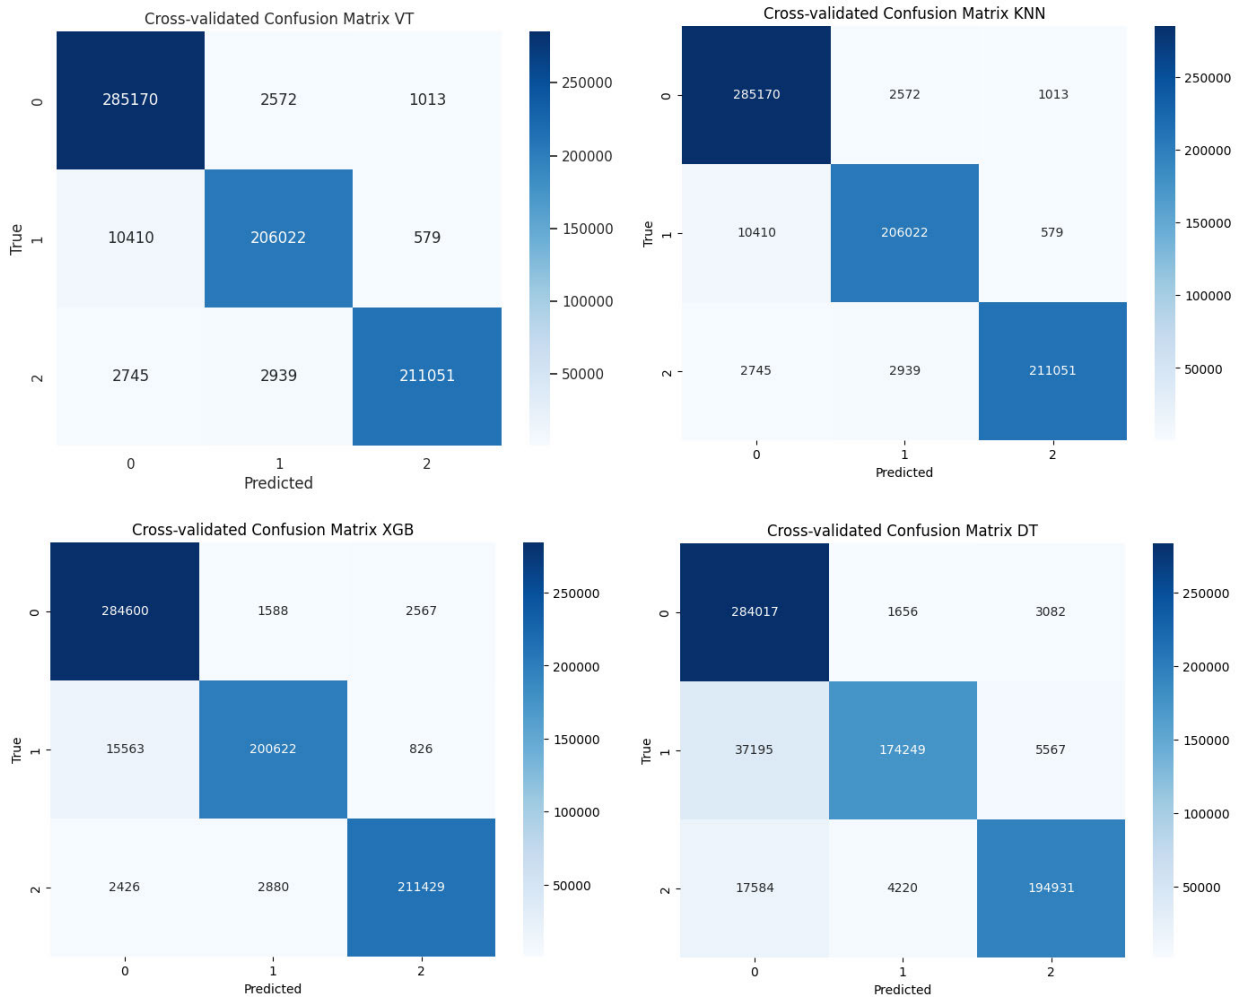 Cross-validated Confusion Matrix VT
0 285170 2572 1013
1 10410 206022 579
2 2745 2939 211051
0 1 2
True
Predicted
250000
200000
150000
100000
50000
Cross-validated Confusion Matrix KNN
0 285170 2572 1013
1 10410 206022 579
2 2745 2939 211051
0 1 2
True
Predicted
250000
200000
150000
100000
50000
Cross-validated Confusion Matrix XGB
0 284600 1588 2567
1 15563 200622 826
2 2426 2880 211429
0 1 2
True
Predicted
250000
200000
150000
100000
50000
Cross-validated Confusion Matrix DT
0 284017 1656 3082
1 37195 174249 5567
2 17584 4220 194931
0 1 2
True
Predicted
250000
200000
150000
100000
50000